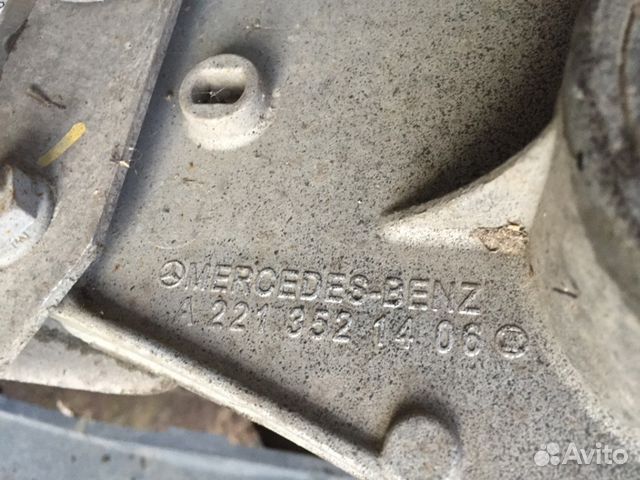 MERCEDES-BENZ
A 221 352 14 06
Avito